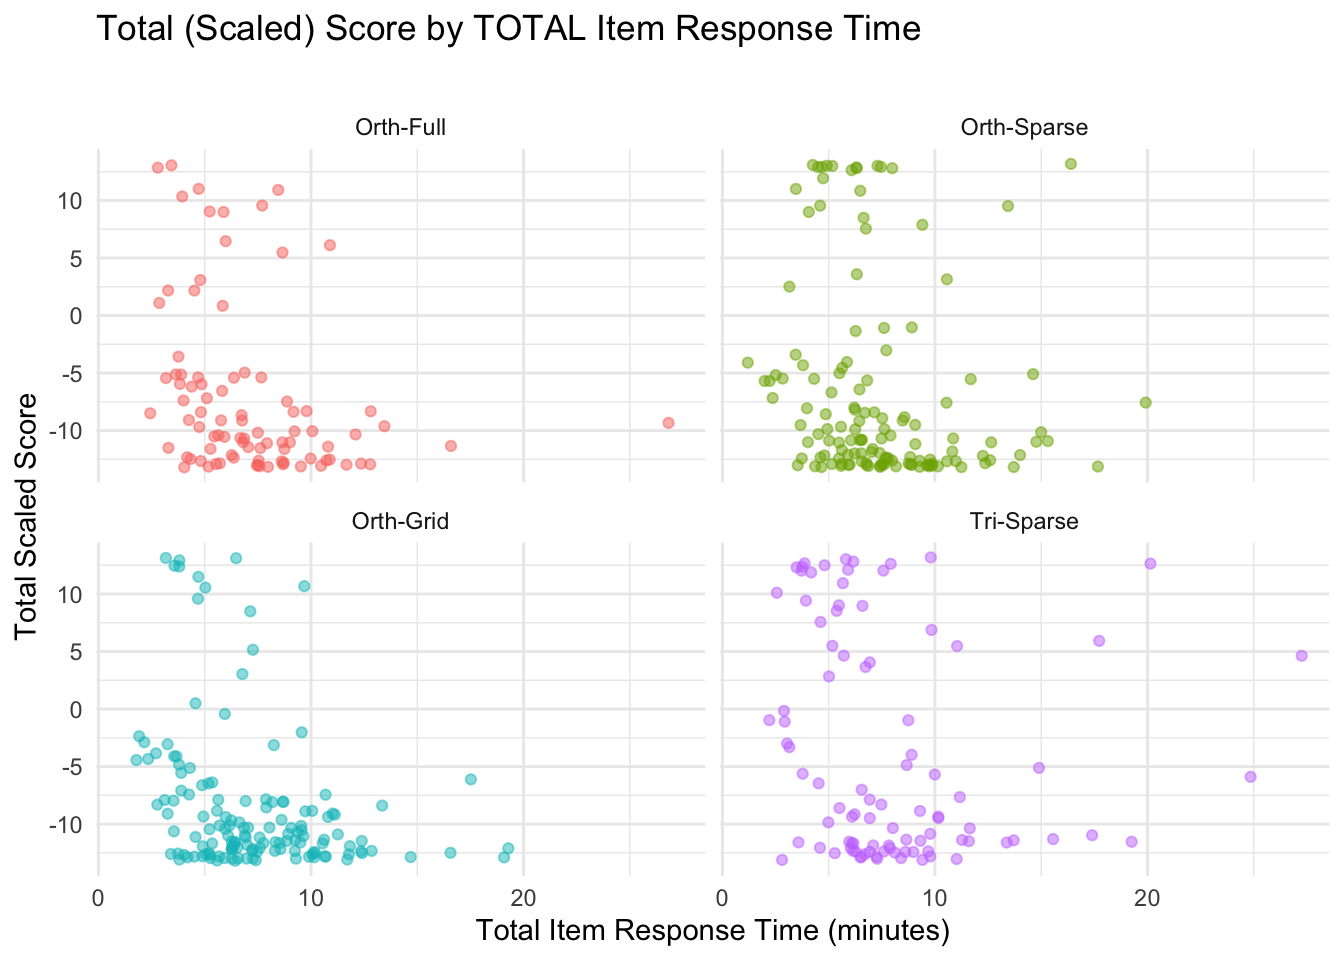 Total (Scaled) Score by TOTAL Item Response Time
Orth-Full
Orth-Sparse
10
5
0
-5
-10
Orth-Grid
Tri-Sparse
10
5
0
-5
-10
0
10
20
0
10
20
Total Scaled Score
Total Item Response Time (minutes)